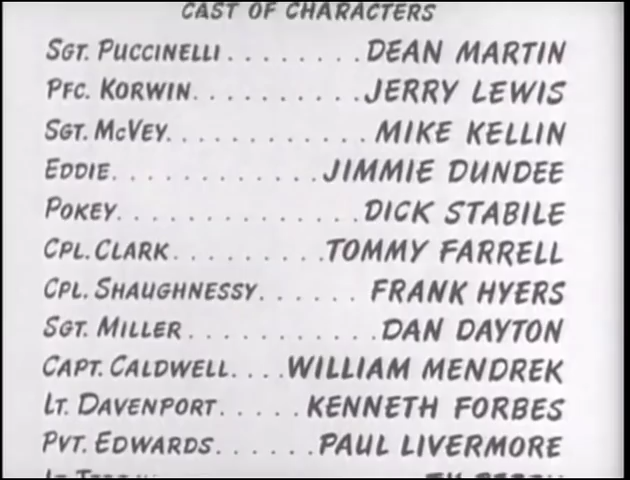 CAST OF CHARACTERS
SGT. PUCCINELLI . . . . . . . . DEAN MARTIN
PFC. KORWIN. . . . . . . . . . JERRY LEWIS
SGT. MCVEY. . . . . . . . . . . . MIKE KELLIN
EDDIE. . . . . . . . . . . . JIMMIE DUNDEE
POKEY. . . . . . . . . . . . . . DICK STABILE
CPL. CLARK . . . . . . . . . TOMMY FARRELL
CPL. SHAUGHNESSY. . . . . . FRANK HYERS
SGT. MILLER . . . . . . . . . . . DAN DAYTON
CAPT. CALDWELL. . . . WILLIAM MENDREK
LT. DAVENPORT. . . . . KENNETH FORBES
PVT. EDWARDS. . . . . . PAUL LIVERMORE